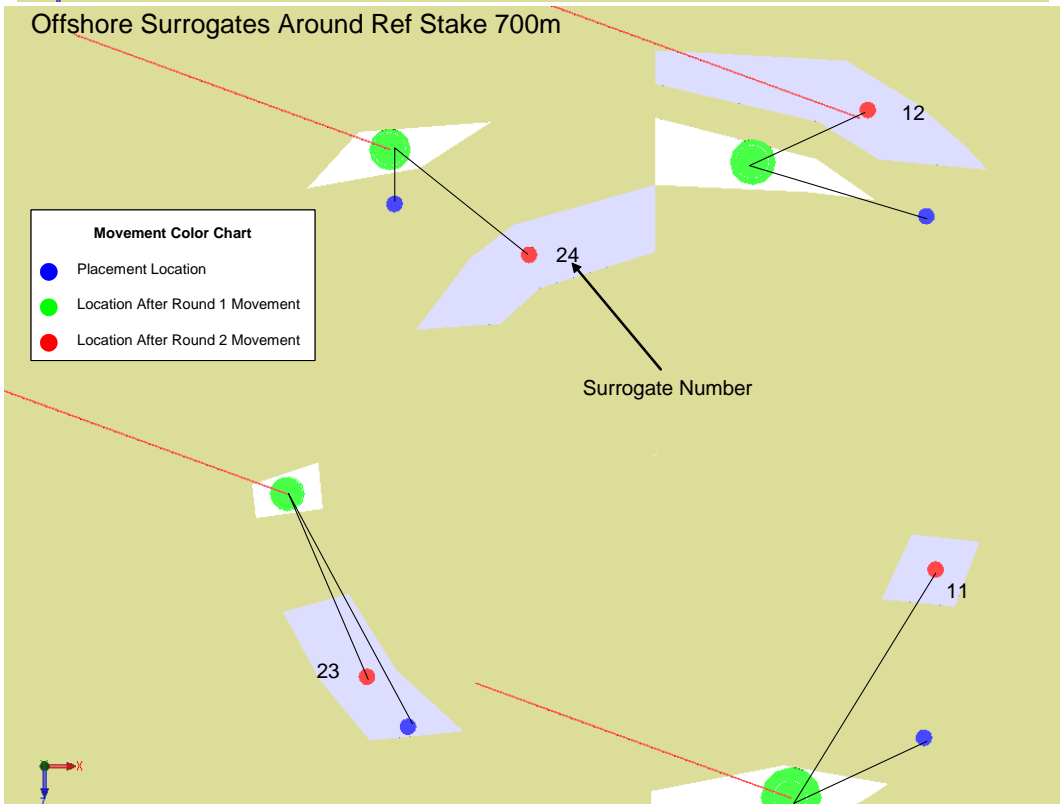 Offshore Surrogates Around Ref Stake 700m
12
24
Movement Color Chart
Placement Location
Location After Round 1 Movement
Location After Round 2 Movement
Surrogate Number
11
23
X